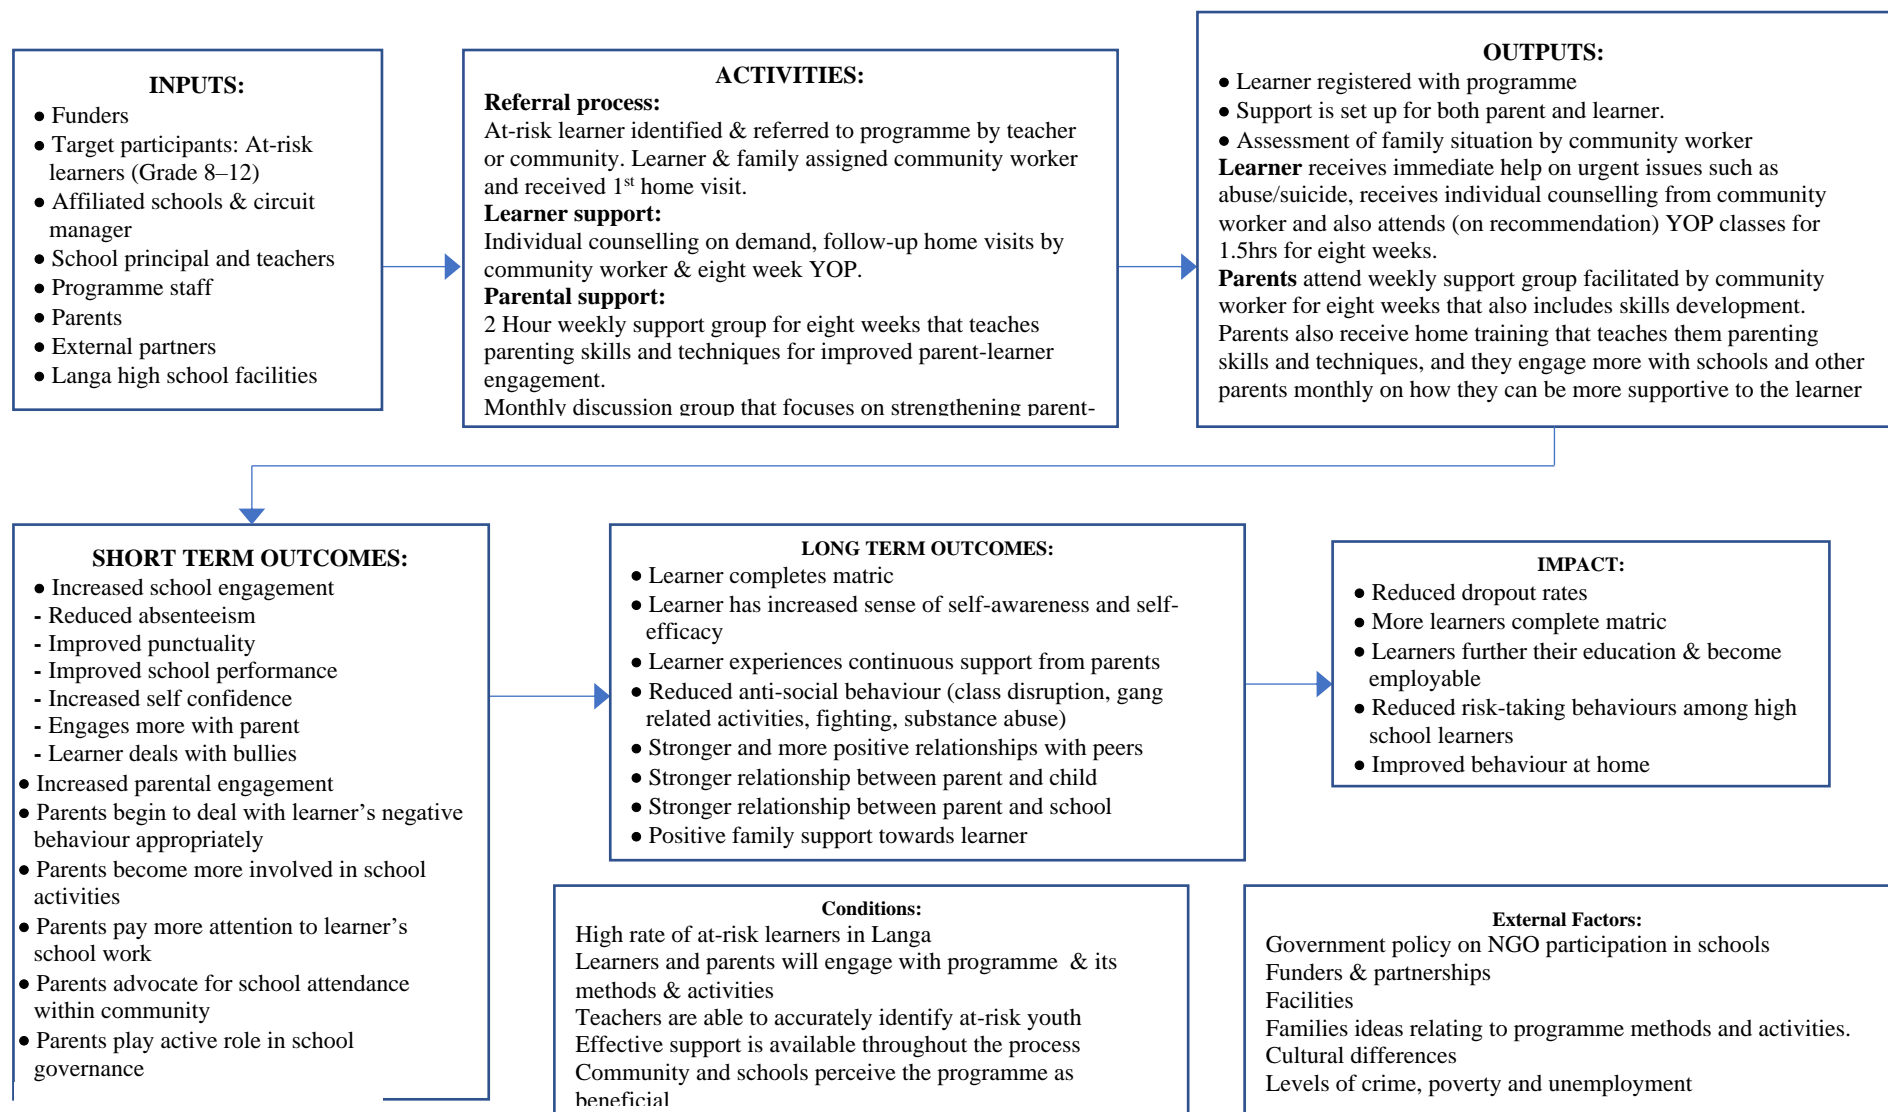 INPUTS:
● Funders
● Target participants: At-risk
learners (Grade 8–12)
● Affiliated schools & circuit
manager
● School principal and teachers
● Programme staff
● Parents
● External partners
● Langa high school facilities
ACTIVITIES:
Referral process:
At-risk learner identified & referred to programme by teacher
or community. Learner & family assigned community worker
and received 1st home visit.
Learner support:
Individual counselling on demand, follow-up home visits by
community worker & eight week YOP.
Parental support:
2 Hour weekly support group for eight weeks that teaches
parenting skills and techniques for improved parent-learner
engagement.
Monthly discussion group that focuses on strengthening parent-
OUTPUTS:
● Learner registered with programme
● Support is set up for both parent and learner.
● Assessment of family situation by community worker
Learner receives immediate help on urgent issues such as
abuse/suicide, receives individual counselling from community
worker and also attends (on recommendation) YOP classes for
1.5hrs for eight weeks.
Parents attend weekly support group facilitated by community
worker for eight weeks that also includes skills development.
Parents also receive home training that teaches them parenting
skills and techniques, and they engage more with schools and other
parents monthly on how they can be more supportive to the learner
SHORT TERM OUTCOMES:
● Increased school engagement
- Reduced absenteeism
- Improved punctuality
- Improved school performance
- Increased self confidence
- Engages more with parent
- Learner deals with bullies
● Increased parental engagement
● Parents begin to deal with learner's negative
behaviour appropriately
● Parents become more involved in school
activities
● Parents pay more attention to learner's
school work
● Parents advocate for school attendance
within community
● Parents play active role in school
governance
LONG TERM OUTCOMES:
● Learner completes matric
● Learner has increased sense of self-awareness and self-
efficacy
● Learner experiences continuous support from parents
● Reduced anti-social behaviour (class disruption, gang
related activities, fighting, substance abuse)
● Stronger and more positive relationships with peers
● Stronger relationship between parent and child
● Stronger relationship between parent and school
● Positive family support towards learner
IMPACT:
● Reduced dropout rates
● More learners complete matric
● Learners further their education & become
employable
● Reduced risk-taking behaviours among high
school learners
● Improved behaviour at home
Conditions:
High rate of at-risk learners in Langa
Learners and parents will engage with programme & its
methods & activities
Teachers are able to accurately identify at-risk youth
Effective support is available throughout the process
Community and schools perceive the programme as
beneficial
External Factors:
Government policy on NGO participation in schools
Funders & partnerships
Facilities
Families ideas relating to programme methods and activities.
Cultural differences
Levels of crime, poverty and unemployment